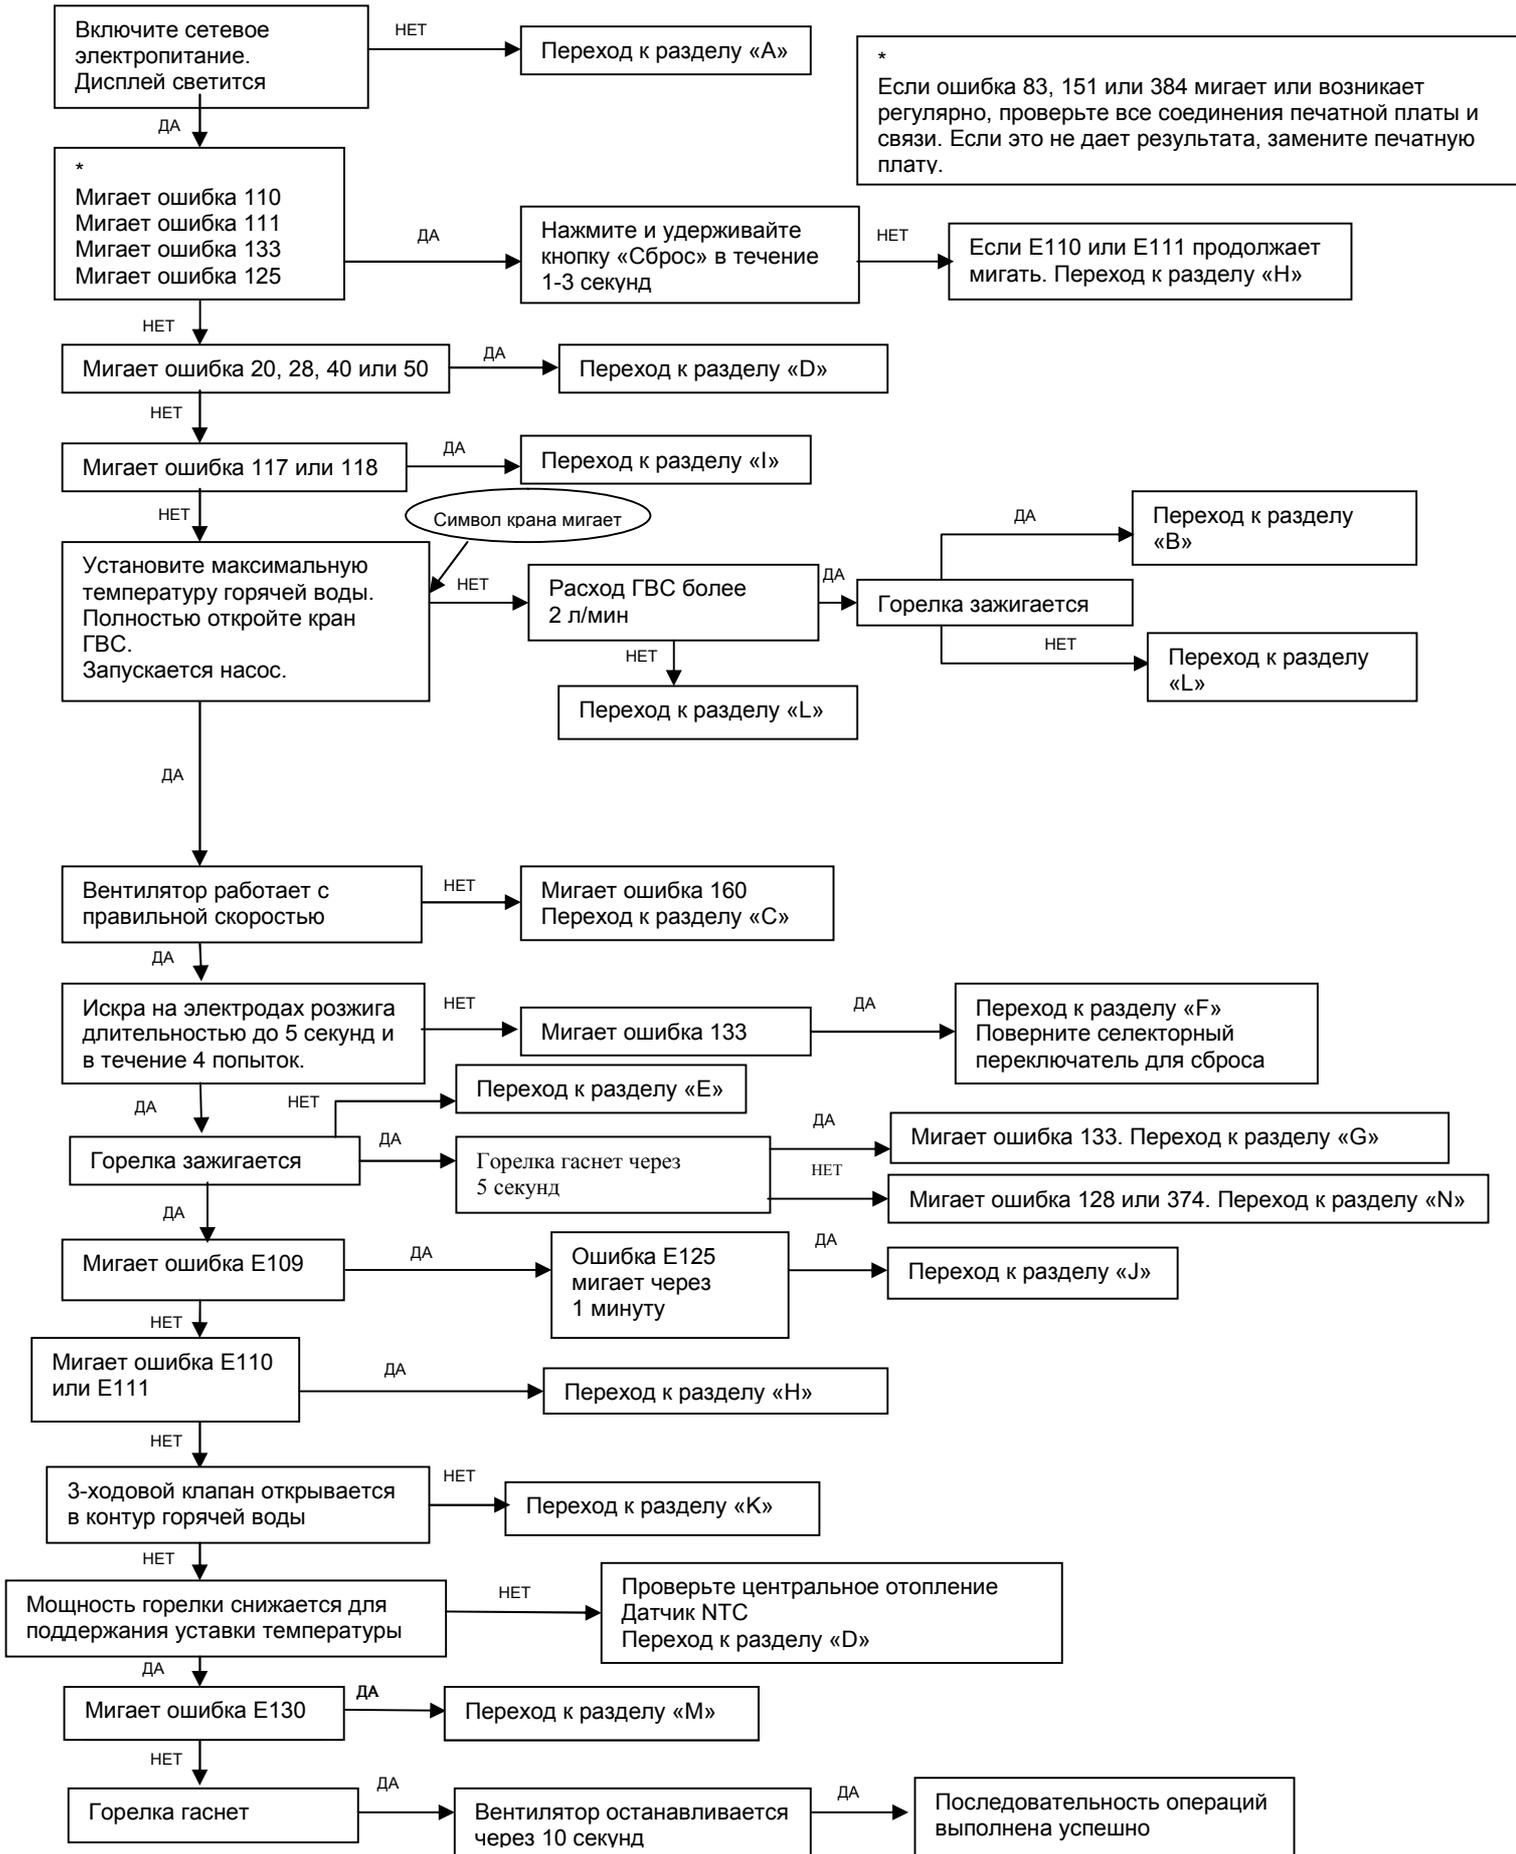 Включите сетевое
электропитание.
Дисплей светится
НЕТ
Переход к разделу «A»
*
Если ошибка 83, 151 или 384 мигает или возникает
регулярно, проверьте все соединения печатной платы и
связи. Если это не дает результата, замените печатную
плату.
ДА
*
Мигает ошибка 110
Мигает ошибка 111
Мигает ошибка 133
Мигает ошибка 125
ДА
Нажмите и удерживайте
кнопку «Сброс» в течение
1-3 секунд
НЕТ
Если E110 или E111 продолжает
мигать. Переход к разделу «H»
НЕТ
Мигает ошибка 20, 28, 40 или 50
ДА
Переход к разделу «D»
НЕТ
Мигает ошибка 117 или 118
ДА
Переход к разделу «I»
НЕТ
Символ крана мигает
Установите максимальную
температуру горячей воды.
Полностью откройте кран
ГВС.
Запускается насос.
НЕТ
Расход ГВС более
2 л/мин
ДА
Горелка зажигается
ДА
Переход к разделу
«B»
НЕТ
Переход к разделу
«L»
НЕТ
Переход к разделу «L»
ДА
Вентилятор работает с
правильной скоростью
НЕТ
Мигает ошибка 160
Переход к разделу «C»
ДА
Искра на электродах розжига
длительностью до 5 секунд и
в течение 4 попыток.
НЕТ
Мигает ошибка 133
ДА
Переход к разделу «F»
Поверните селекторный
переключатель для сброса
ДА
НЕТ
Переход к разделу «E»
Горелка зажигается
ДА
Горелка гаснет через
5 секунд
ДА
Мигает ошибка 133. Переход к разделу «G»
НЕТ
Мигает ошибка 128 или 374. Переход к разделу «N»
ДА
Мигает ошибка E109
ДА
Ошибка E125
мигает через
1 минуту
ДА
Переход к разделу «J»
НЕТ
Мигает ошибка E110
или E111
ДА
Переход к разделу «H»
НЕТ
3-ходовой клапан открывается
в контур горячей воды
НЕТ
Переход к разделу «K»
НЕТ
Мощность горелки снижается для
поддержания уставки температуры
НЕТ
Проверьте центральное отопление
Датчик NTC
Переход к разделу «D»
ДА
Мигает ошибка E130
ДА
Переход к разделу «M»
НЕТ
Горелка гаснет
ДА
Вентилятор останавливается
через 10 секунд
ДА
Последовательность операций
выполнена успешно